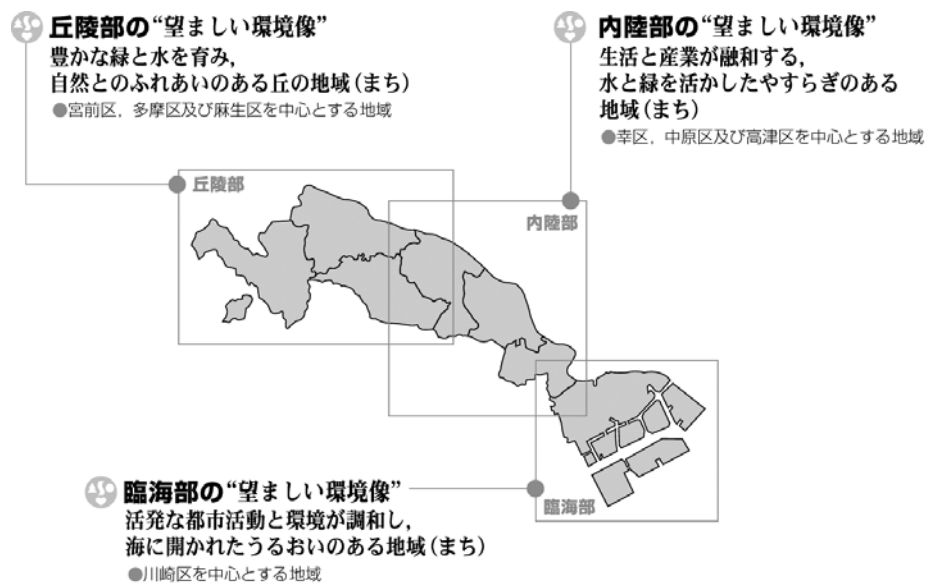 丘陵部の“望ましい環境像”
豊かな緑と水を育み，
自然とのふれあいのある丘の地域（まち）
●宮前区，多摩区及び麻生区を中心とする地域
内陸部の“望ましい環境像”
生活と産業が融和する，
水と緑を活かしたやすらぎのある
地域（まち）
●幸区，中原区及び高津区を中心とする地域
丘陵部
内陸部
臨海部の“望ましい環境像”
活発な都市活動と環境が調和し，
海に開かれたうるおいのある地域（まち）
●川崎区を中心とする地域
臨海部